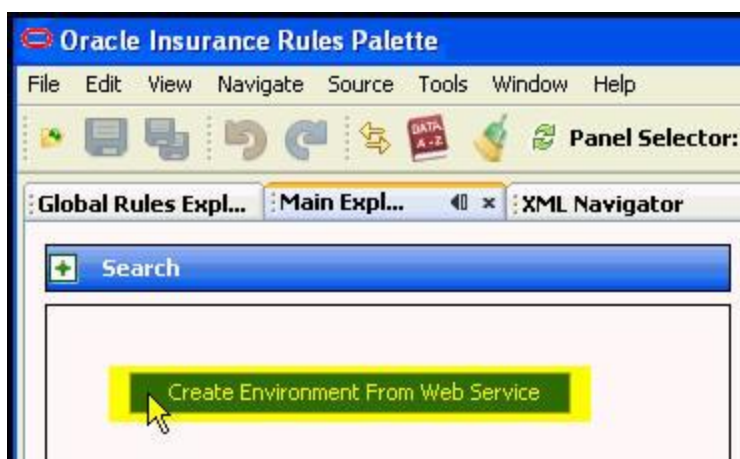 Oracle Insurance Rules Palette
File Edit View Navigate Source Tools Window Help
DATA A-Z Panel Selector:
Global Rules Expl... Main Expl... XML Navigator
Search
Create Environment From Web Service